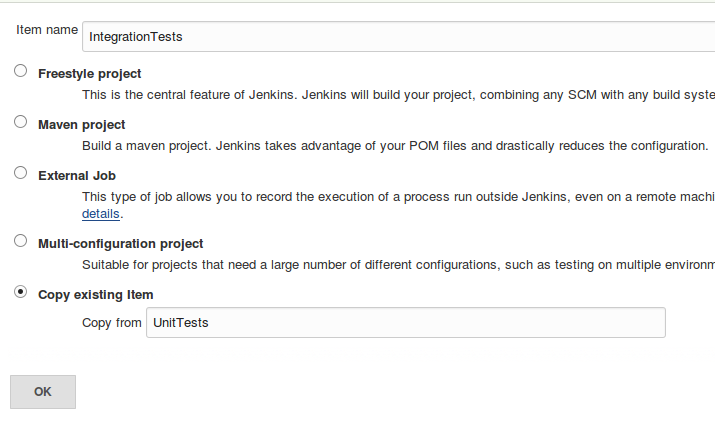 Item name IntegrationTests
Freestyle project
This is the central feature of Jenkins. Jenkins will build your project, combining any SCM with any build syste
Maven project
Build a maven project. Jenkins takes advantage of your POM files and drastically reduces the configuration.
External Job
This type of job allows you to record the execution of a process run outside Jenkins, even on a remote machi
details.
Multi-configuration project
Suitable for projects that need a large number of different configurations, such as testing on multiple environm
Copy existing Item
Copy from UnitTests
OK